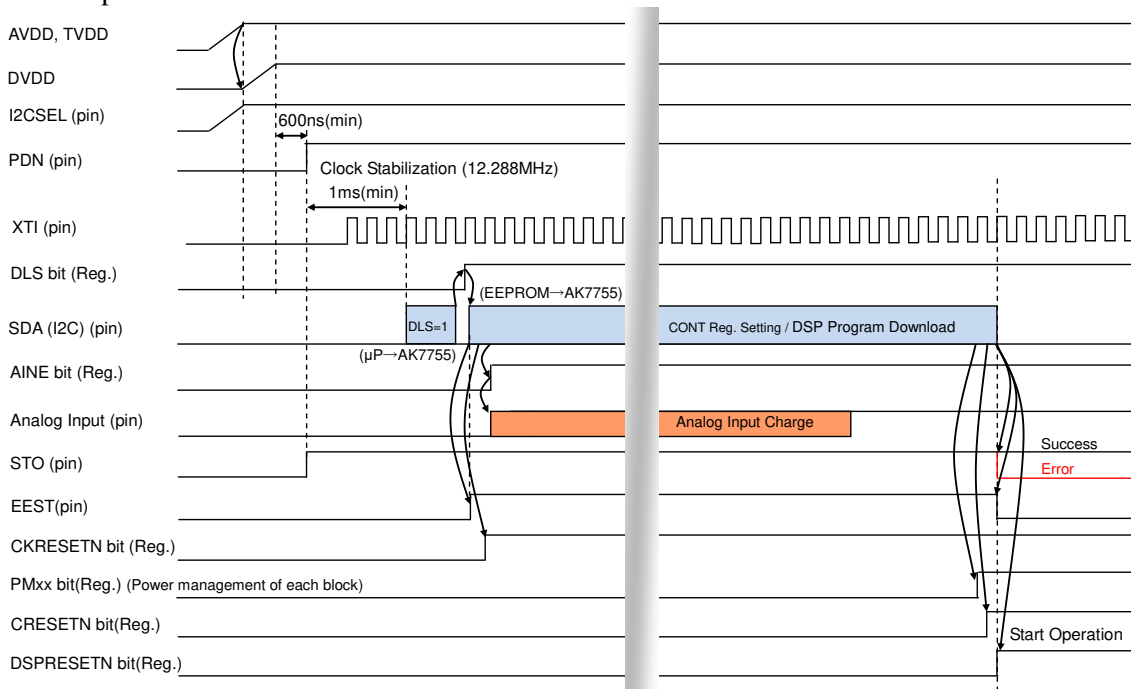 AVDD, TVDD
DVDD
I2CSEL (pin)
600ns(min)
PDN (pin)
Clock Stabilization (12.288MHz)
1ms(min)
XTI (pin)
DLS bit (Reg.)
(EEPROM→AK7755)
SDA (I2C) (pin)
DLS=1
CONT Reg. Setting / DSP Program Download
(µP→AK7755)
AINE bit (Reg.)
Analog Input (pin)
Analog Input Charge
Success
STO (pin)
Error
EEST(pin)
CKRESETN bit (Reg.)
PMxx bit(Reg.) (Power management of each block)
CRESETN bit(Reg.)
Start Operation
DSPRESETN bit(Reg.)